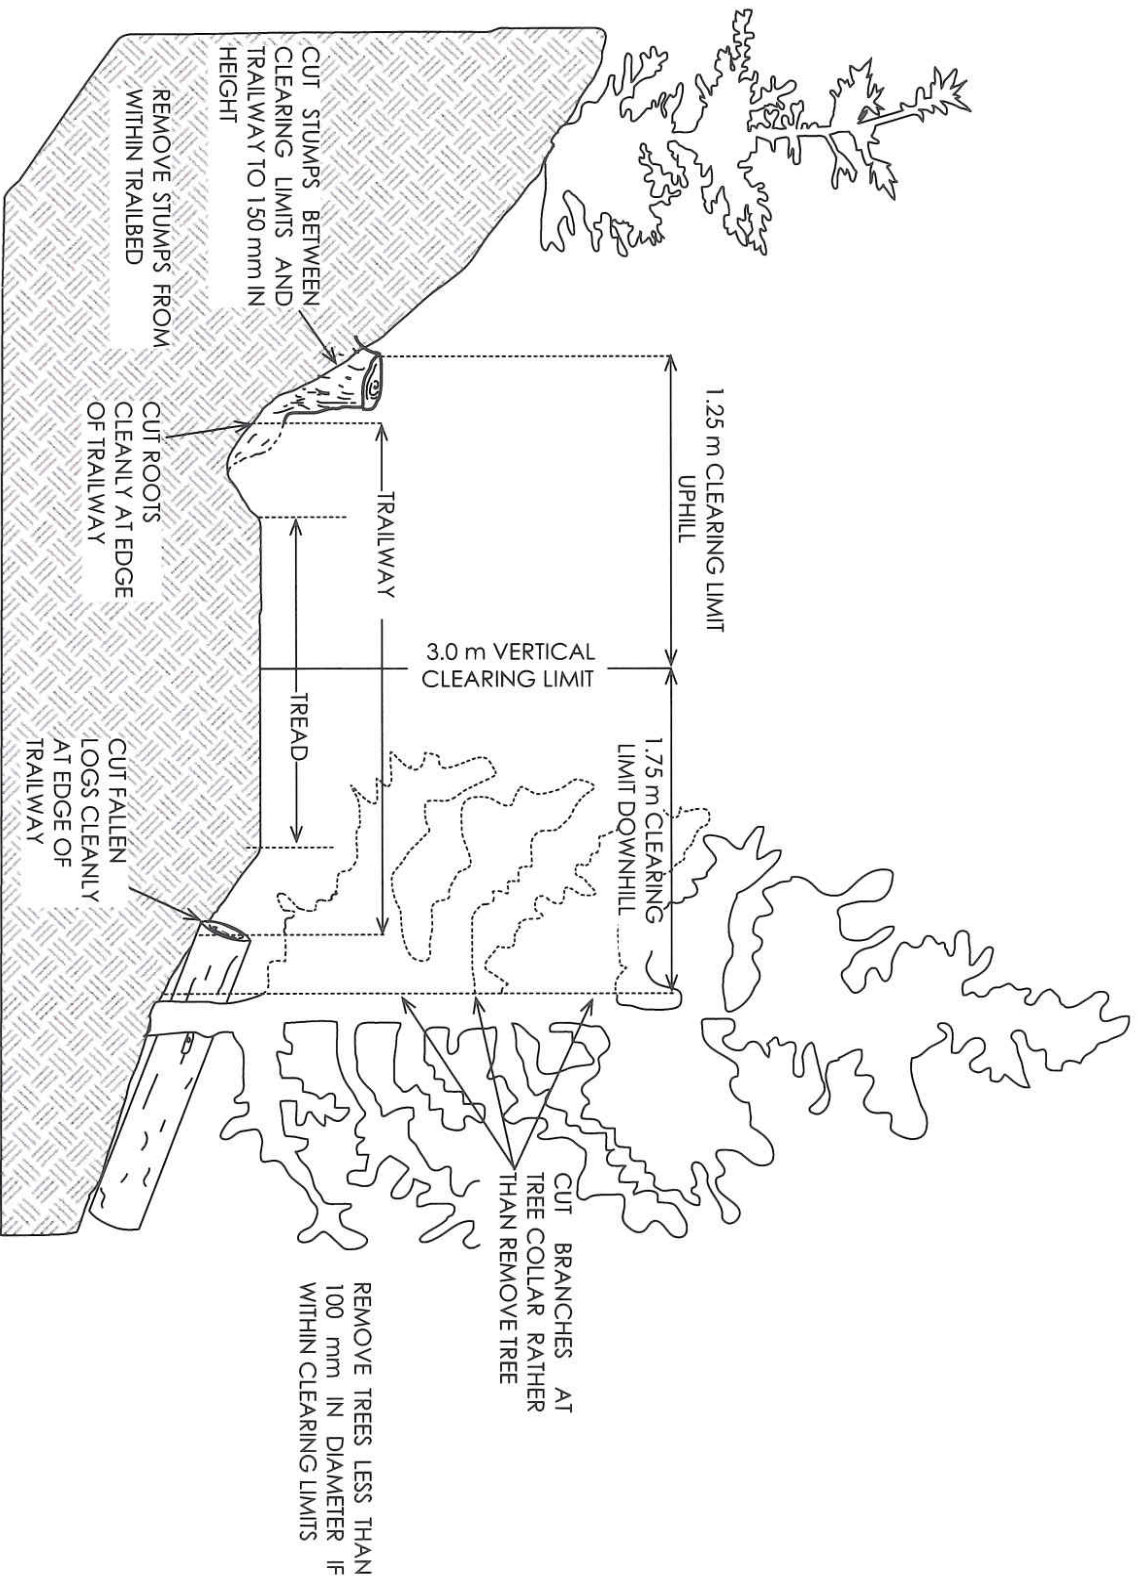 1.25 m CLEARING LIMIT
UPHILL
1.75 m CLEARING
LIMIT DOWNHILL
3.0 m VERTICAL
CLEARING LIMIT
TRAILWAY
TREAD
CUT STUMPS BETWEEN
CLEARING LIMITS AND
TRAILWAY TO 150 mm IN
HEIGHT
REMOVE STUMPS FROM
WITHIN TRAILBED
CUT ROOTS
CLEANLY AT EDGE
OF TRAILWAY
CUT FALLEN
LOGS CLEANLY
AT EDGE OF
TRAILWAY
CUT BRANCHES AT
TREE COLLAR RATHER
THAN REMOVE TREE
REMOVE TREES LESS THAN
100 mm IN DIAMETER IF
WITHIN CLEARING LIMITS